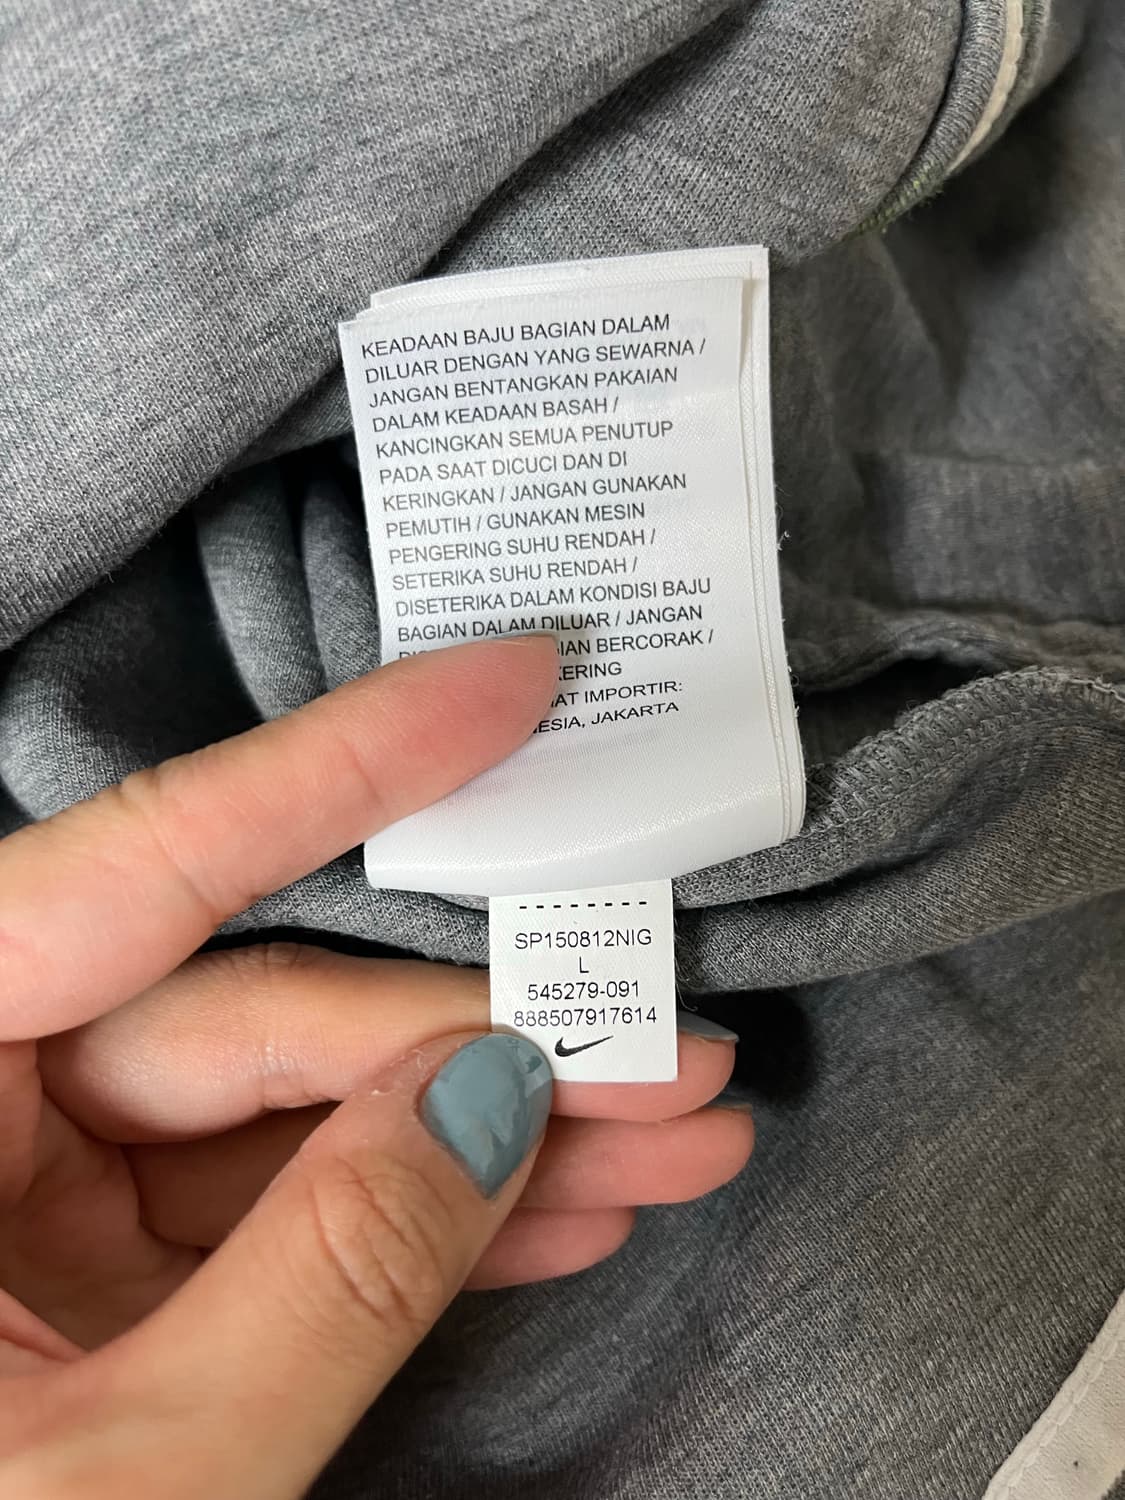 KEADAAN BAJU BAGIAN DALAM
DILUAR DENGAN YANG SEWARNA /
JANGAN BENTANGKAN PAKAIAN
DALAM KEADAAN BASAH /
KANCINGKAN SEMUA PENUTUP
PADA SAAT DICUCI DAN DI
KERINGKAN / JANGAN GUNAKAN
PEMUTIH / GUNAKAN MESIN
PENGERING SUHU RENDAH /
SETERIKA SUHU RENDAH /
DISETERIKA DALAM KONDISI BAJU
BAGIAN DALAM DILUAR / JANGAN
BERCORAK /
IMPORTIR:
JAKARTA
SP150812NIG
L
545279-091
888507917614